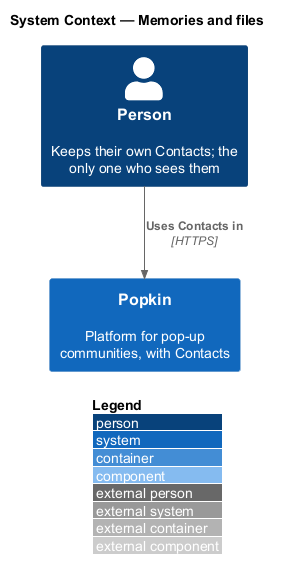 System Context — Memories and files
Person
Keeps their own Contacts; the
only one who sees them
Uses Contacts in
[HTTPS]
Popkin
Platform for pop-up
communities, with Contacts
Legend
person
system
container
component
external person
external system
external container
external component